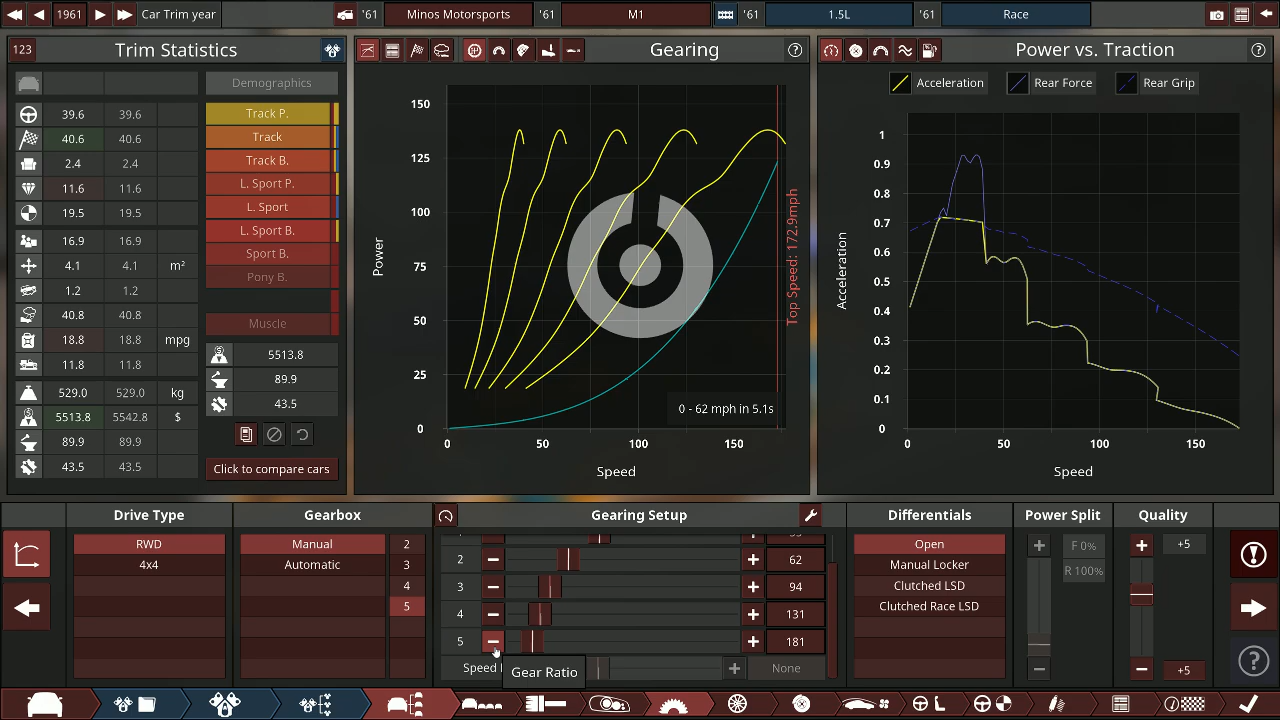 1961
Car Trim year
'61
Minos Motorsports
'61
M1
'61
1.5L
'61
Race
123
Trim Statistics
Gearing
?
Power vs. Traction
?
Demographics
Track P.
Track
Track B.
L. Sport P.
L. Sport
L. Sport B.
Sport B.
Pony B.
Muscle
39.6 39.6
40.6 40.6
2.4 2.4
11.6 11.6
19.5 19.5
16.9 16.9
4.1 4.1 m²
1.2 1.2
40.8 40.8
18.8 18.8 mpg
11.8 11.8
529.0 529.0 kg
5513.8 5542.8 $
89.9 89.9
43.5 43.5
5513.8
89.9
43.5
Click to compare cars
150
125
100
75
50
25
0
Power
0 50 100 150
Speed
Top Speed: 172.9mph
0 - 62 mph in 5.1s
Acceleration Rear Force Rear Grip
1
0.9
0.8
0.7
0.6
0.5
0.4
0.3
0.2
0.1
0
Acceleration
0 50 100 150
Speed
Drive Type
RWD
4x4
Gearbox
Manual
Automatic
2
3
4
5
Gearing Setup
2 − + 62
3 − + 94
4 − + 131
5 − + 181
Gear Ratio
+ None
Differentials
Open
Manual Locker
Clutched LSD
Clutched Race LSD
Power Split
+
F 0%
R 100%
−
Quality
+ +5
− +5
?